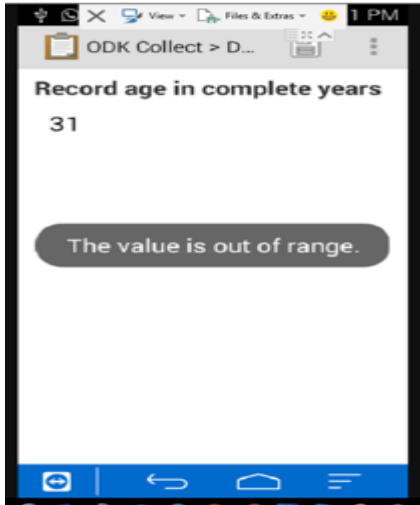 View Files & Extras 1 PM
ODK Collect > D...
Record age in complete years
31
The value is out of range.